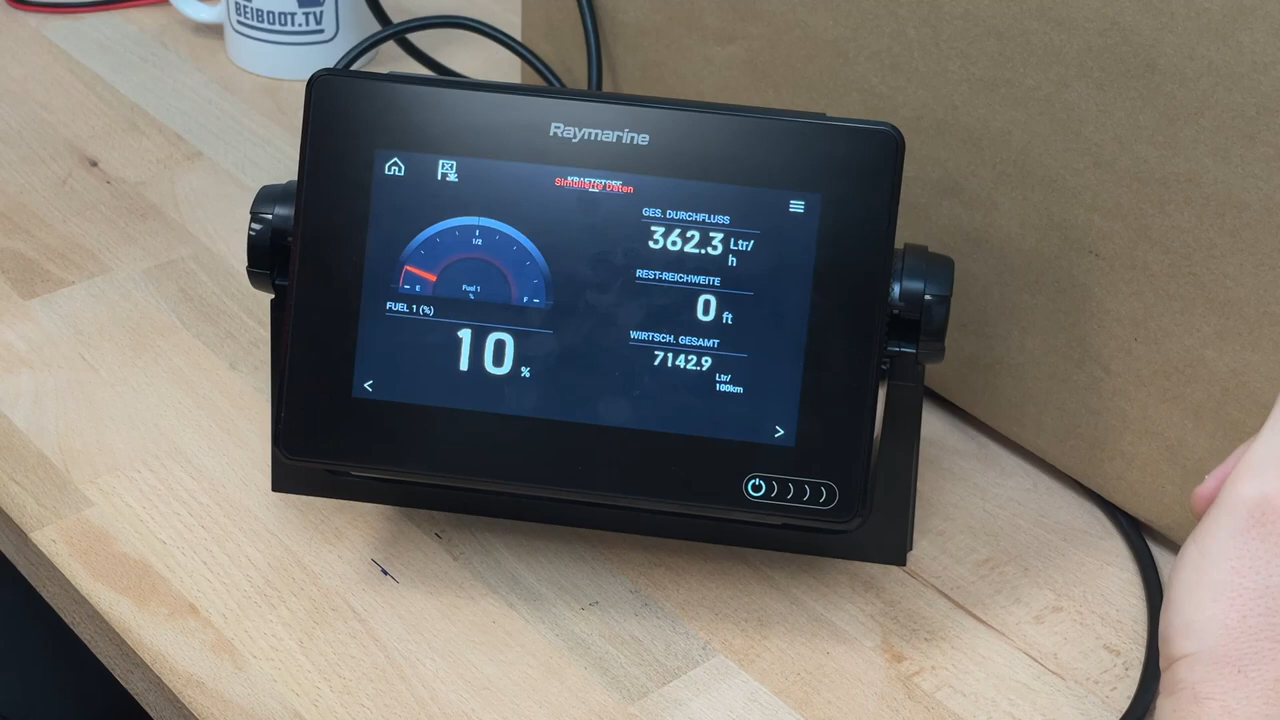 BEIBOOT.TV
Raymarine
KRAFTSTOFF
Simulierte Daten
1/2
E
F
Fuel 1
%
FUEL 1 (%)
10 %
GES. DURCHFLUSS
362.3 Ltr/
h
REST-REICHWEITE
0 ft
WIRTSCH. GESAMT
7142.9 Ltr/
100km